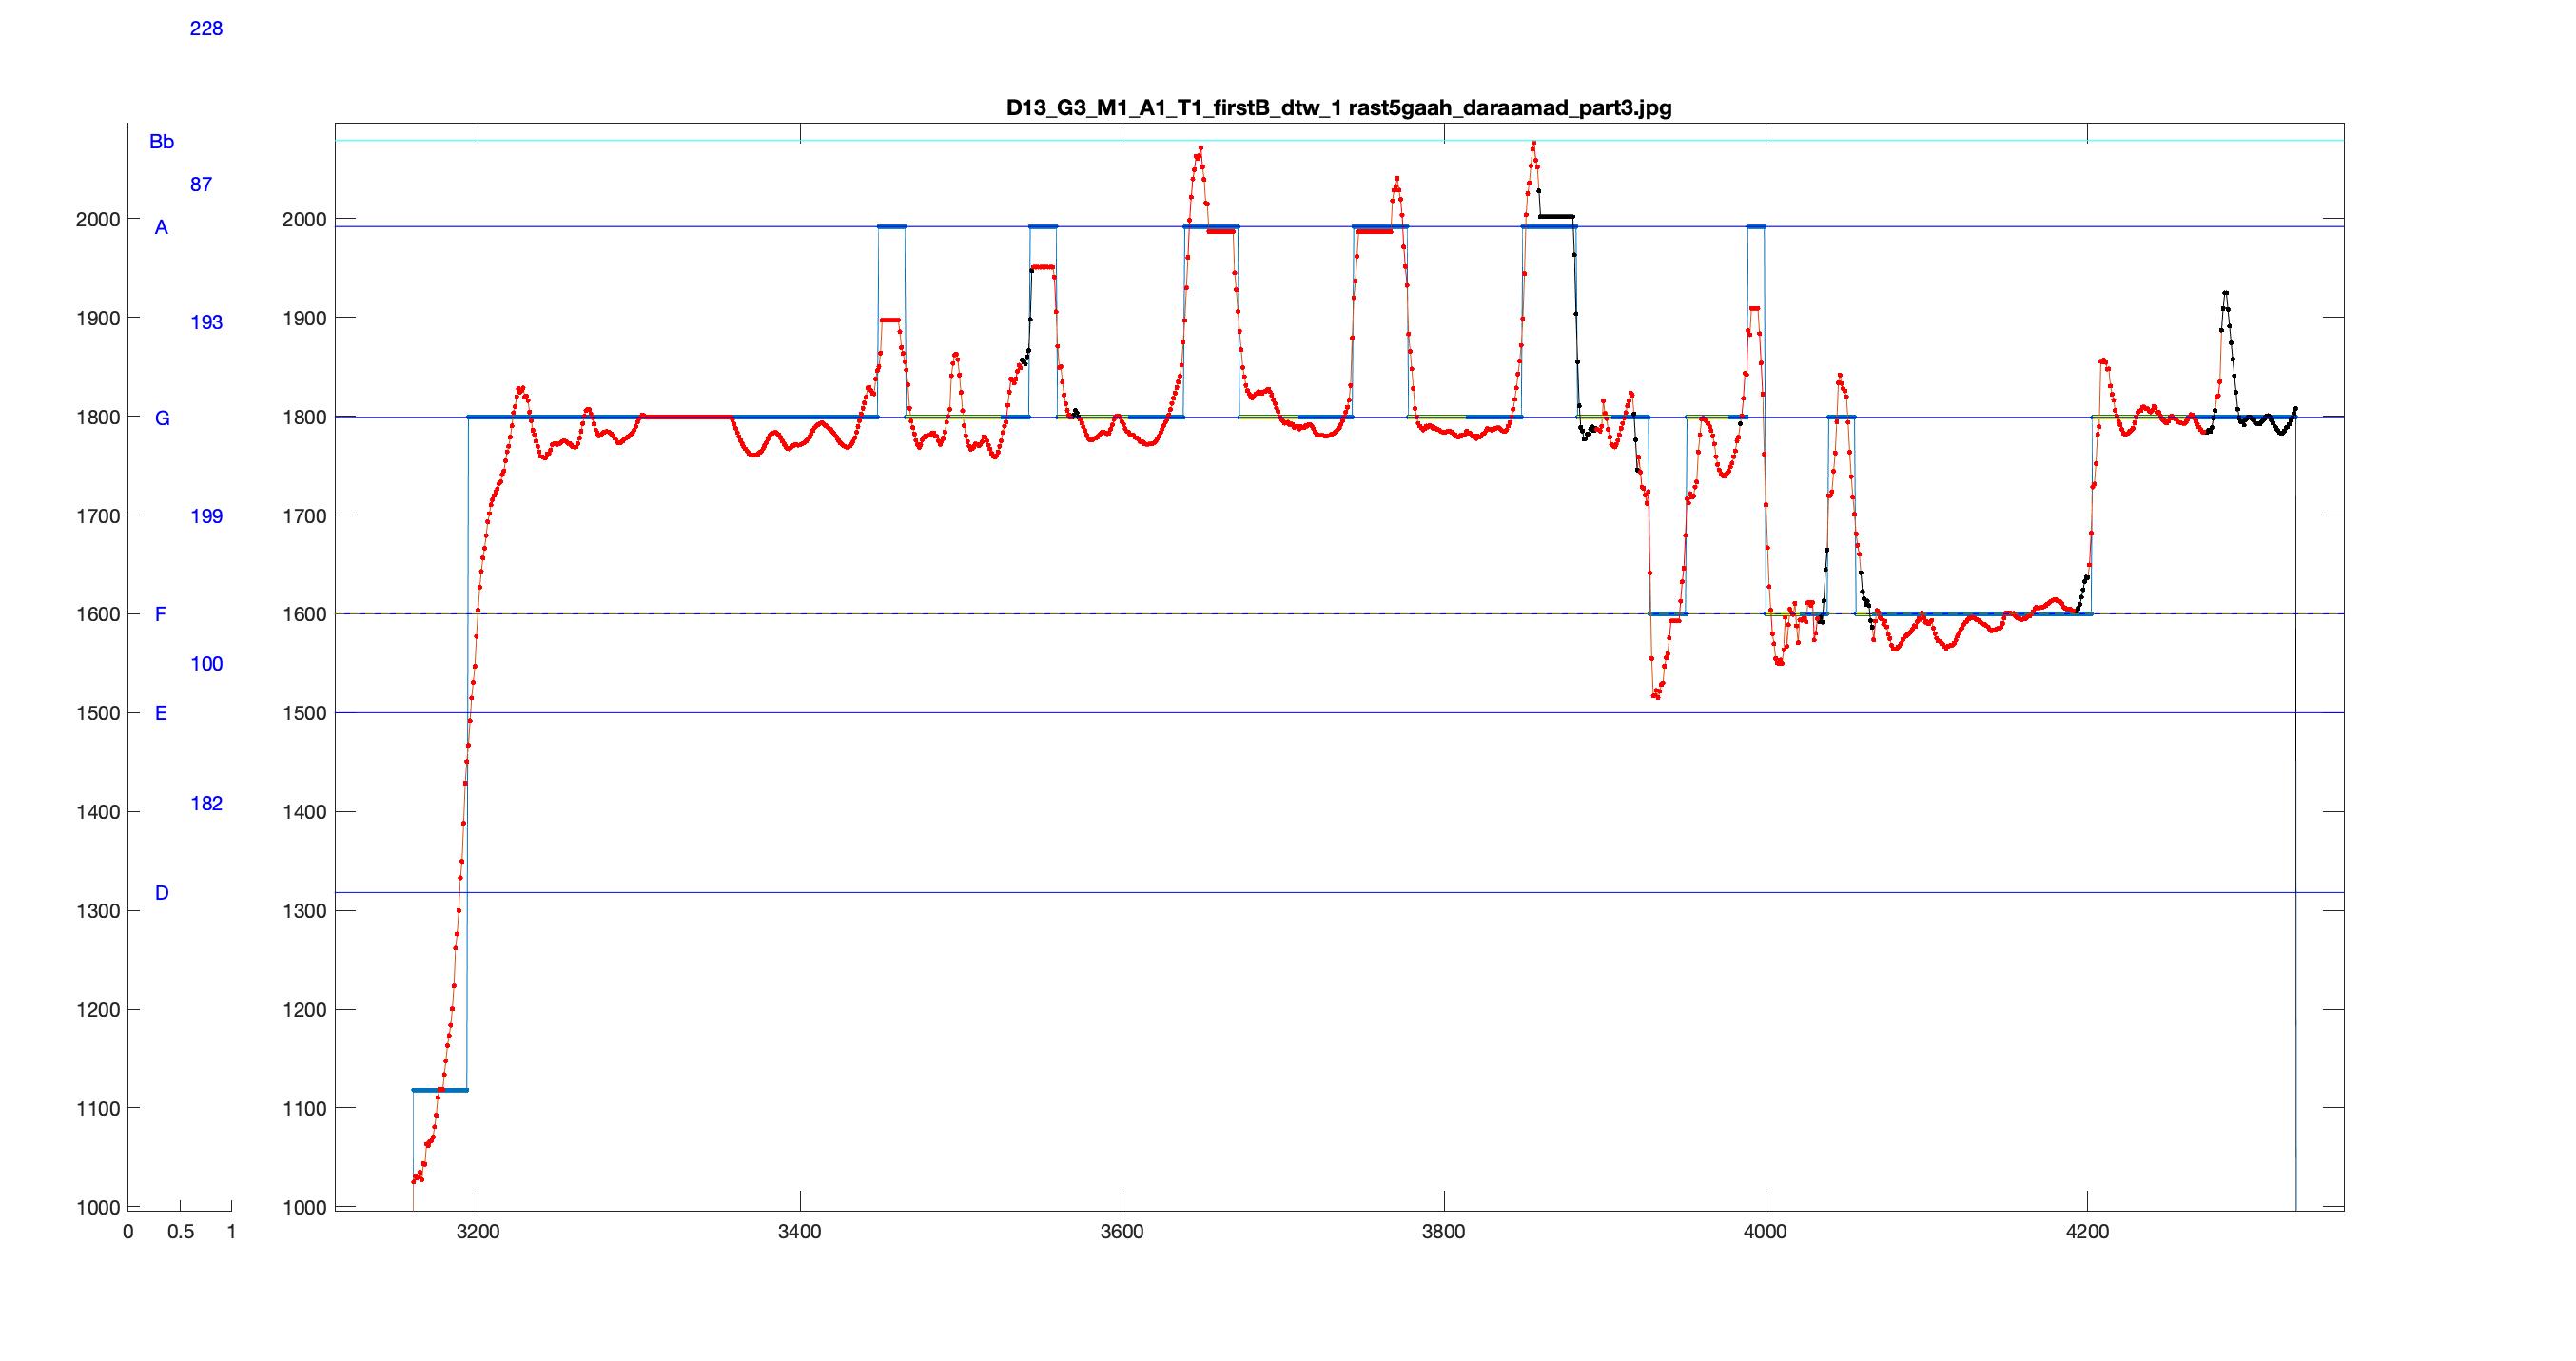 228
D13_G3_M1_A1_T1_firstB_dtw_1 rast5gaah_daraamad_part3.jpg
Bb
87
2000 A 2000
1900 193 1900
1800 G 1800
1700 199 1700
1600 F 1600
100
1500 E 1500
1400 182 1400
D
1300 1300
1200 1200
1100 1100
1000 1000
0 0.5 1 3200 3400 3600 3800 4000 4200